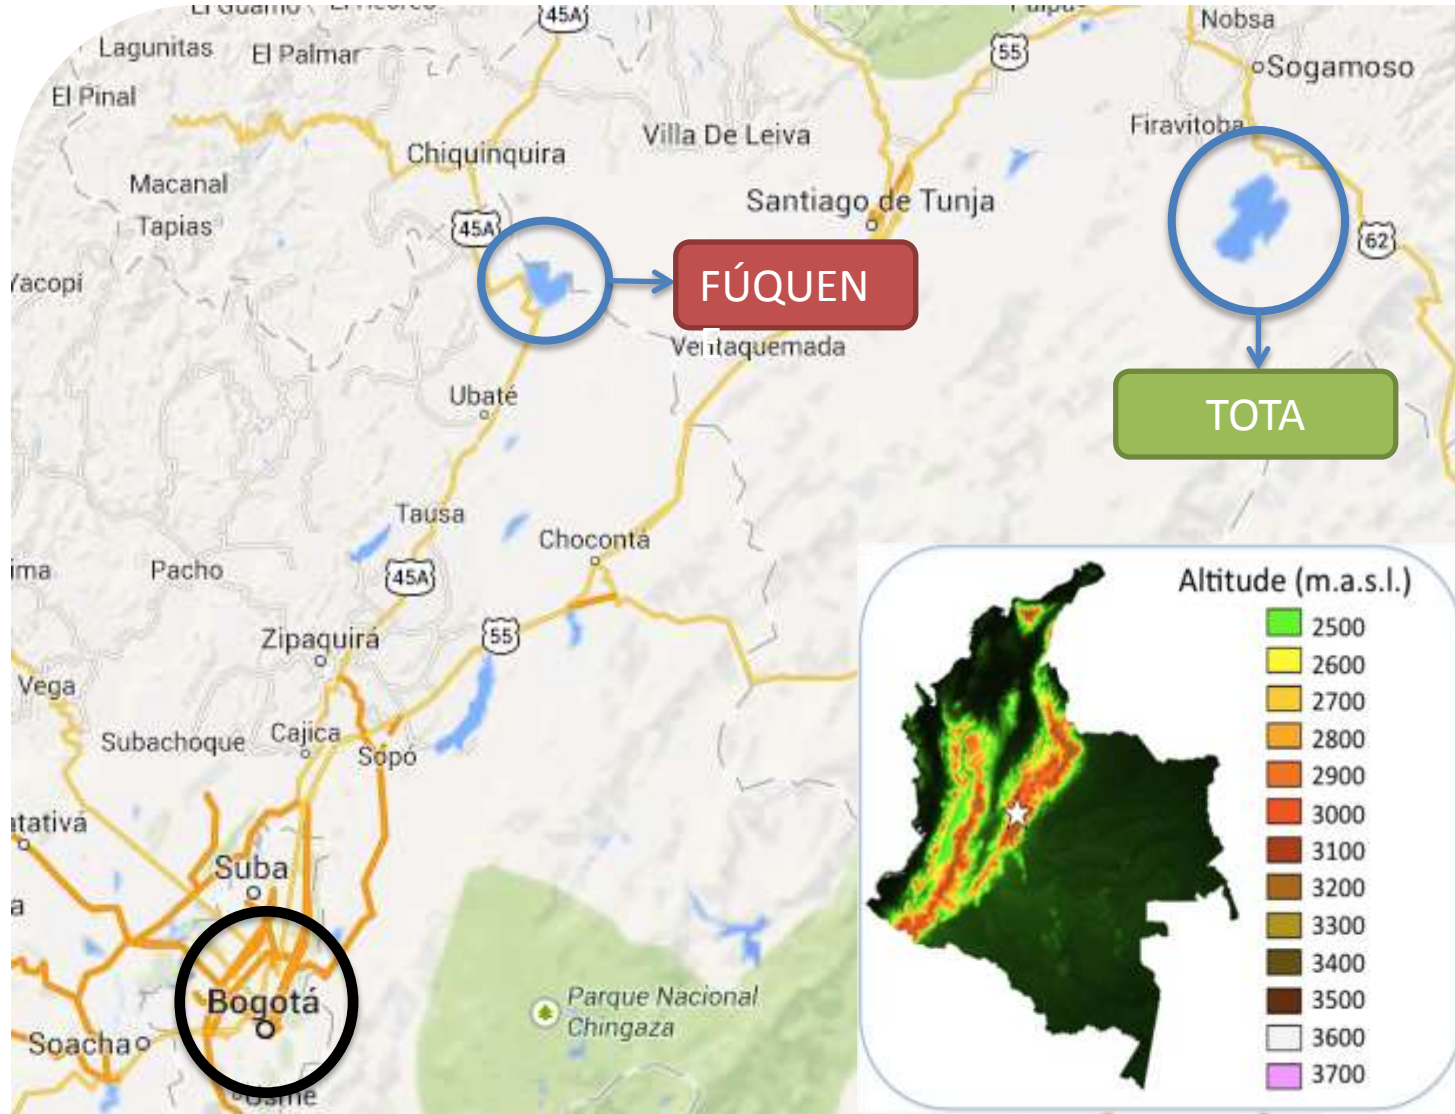 45A
Lagunitas
El Palmar
El Pinal
55
Nobsa
Sogamoso
Firavitoba
Villa De Leiva
Chiquinquira
Macanal
Tapias
Santiago de Tunja
45A
62
Yacopí
FÚQUEN
Ventaquemada
Ubaté
TOTA
Tausa
Chocontá
Pacho
45A
Zipaquirá
55
Vega
Subachoque
Cajica
Sopó
Suba
Bogotá
Soacha
Usme
Parque Nacional
Chingaza
Altitude (m.a.s.l.)
2500
2600
2700
2800
2900
3000
3100
3200
3300
3400
3500
3600
3700